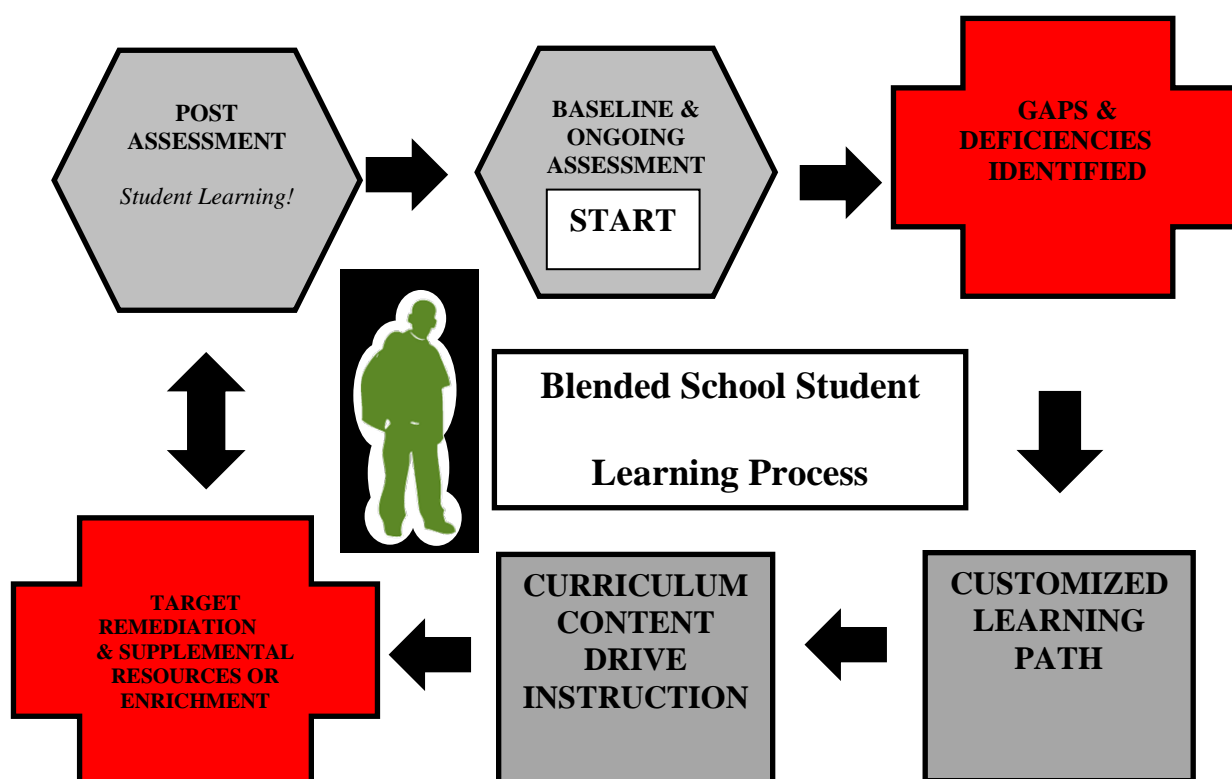 POST
ASSESSMENT
Student Learning!
BASELINE &
ONGOING
ASSESSMENT
START
GAPS &
DEFICIENCIES
IDENTIFIED
Blended School Student
Learning Process
TARGET
REMEDIATION
& SUPPLEMENTAL
RESOURCES OR
ENRICHMENT
CURRICULUM
CONTENT
DRIVE
INSTRUCTION
CUSTOMIZED
LEARNING
PATH